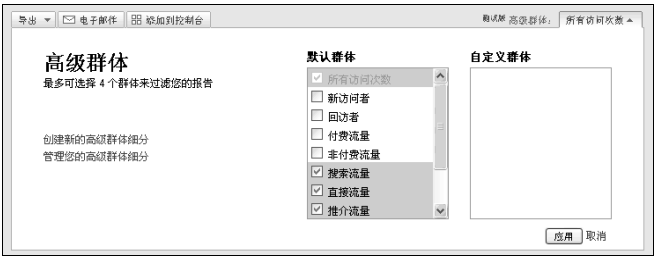 导出 电子邮件 添加到控制台 测试版 高级群体: 所有访问次数
高级群体
最多可选择 4 个群体来过滤您的报告
创建新的高级群体细分
管理您的高级群体细分
默认群体
所有访问次数
新访问者
回访者
付费流量
非付费流量
搜索流量
直接流量
推介流量
自定义群体
应用 取消